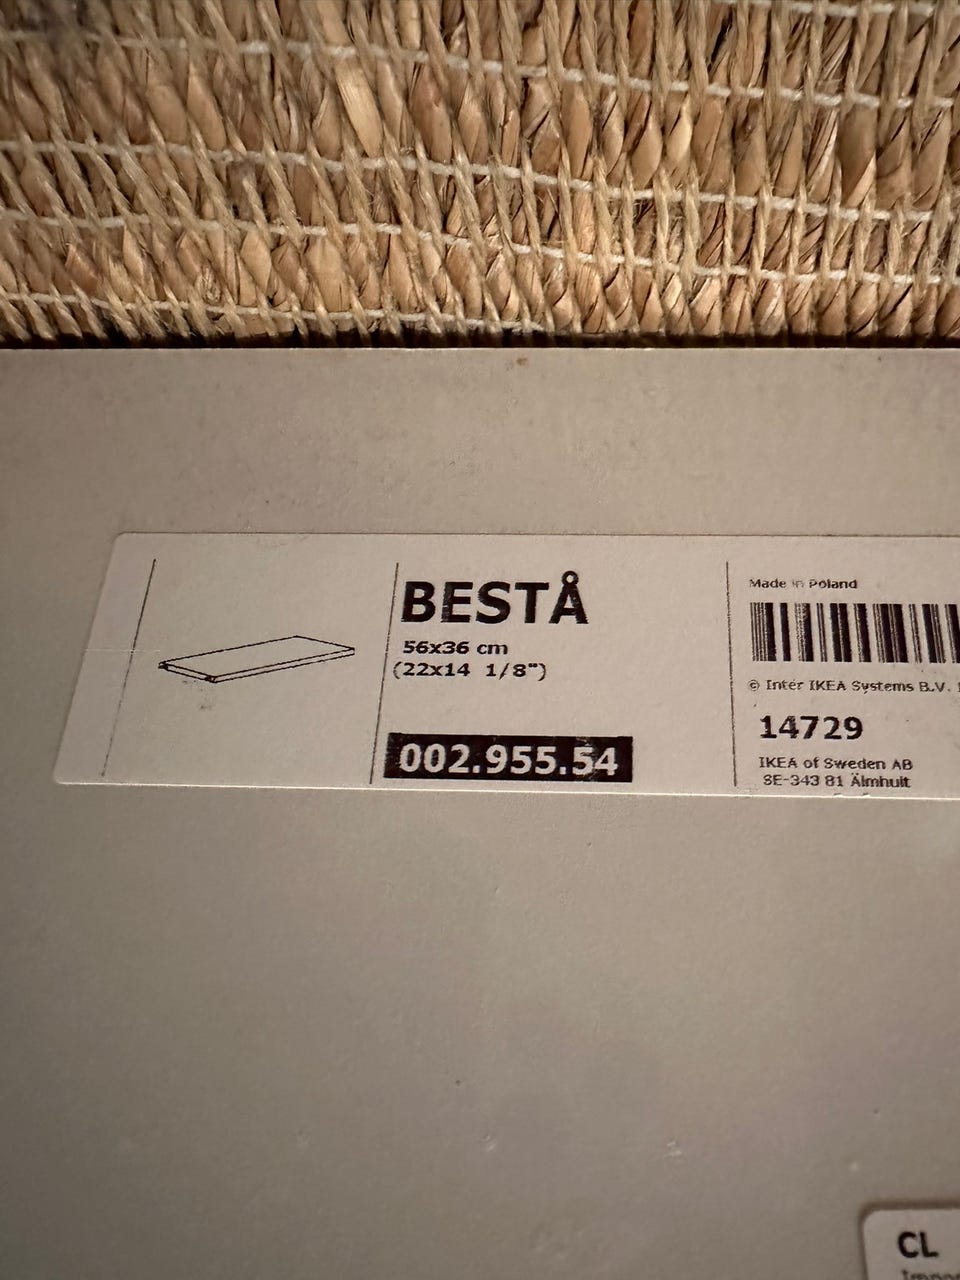 BESTÅ
56x36 cm
(22x14 1/8")
002.955.54
Made in Poland
© Inter IKEA Systems B.V.
14729
IKEA of Sweden AB
SE-343 81 Älmhult
CL